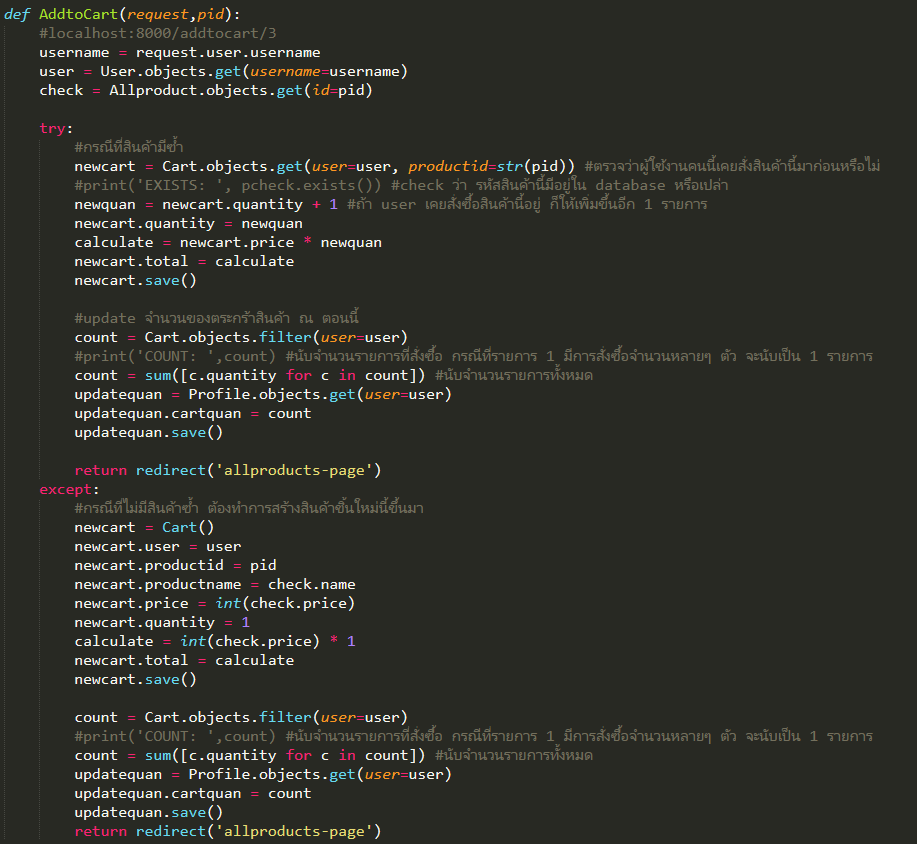 def AddtoCart(request,pid):
#localhost:8000/addtocart/3
username = request.user.username
user = User.objects.get(username=username)
check = Allproduct.objects.get(id=pid)
try:
#กรณีที่สินค้ามีซ้ำ
newcart = Cart.objects.get(user=user, productid=str(pid)) #ตรวจว่าผู้ใช้งานคนนี้เคยสั่งสินค้านี้มาก่อนหรือไม่
#print('EXISTS: ', pcheck.exists()) #check ว่า รหัสสินค้านี้มีอยู่ใน database หรือเปล่า
newquan = newcart.quantity + 1 #ถ้า user เคยสั่งซื้อสินค้านี้อยู่ ก็ให้เพิ่มขึ้นอีก 1 รายการ
newcart.quantity = newquan
calculate = newcart.price * newquan
newcart.total = calculate
newcart.save()
#update จำนวนของตระกร้าสินค้า ณ ตอนนี้
count = Cart.objects.filter(user=user)
#print('COUNT: ',count) #นับจำนวนรายการที่สั่งซื้อ กรณีที่รายการ 1 มีการสั่งซื้อจำนวนหลายๆ ตัว จะนับเป็น 1 รายการ
count = sum([c.quantity for c in count]) #นับจำนวนรายการทั้งหมด
updatequan = Profile.objects.get(user=user)
updatequan.cartquan = count
updatequan.save()
return redirect('allproducts-page')
except:
#กรณีที่ไม่มีสินค้าซ้ำ ต้องทำการสร้างสินค้าชิ้นใหม่นี้ขึ้นมา
newcart = Cart()
newcart.user = user
newcart.productid = pid
newcart.productname = check.name
newcart.price = int(check.price)
newcart.quantity = 1
calculate = int(check.price) * 1
newcart.total = calculate
newcart.save()
count = Cart.objects.filter(user=user)
#print('COUNT: ',count) #นับจำนวนรายการที่สั่งซื้อ กรณีที่รายการ 1 มีการสั่งซื้อจำนวนหลายๆ ตัว จะนับเป็น 1 รายการ
count = sum([c.quantity for c in count]) #นับจำนวนรายการทั้งหมด
updatequan = Profile.objects.get(user=user)
updatequan.cartquan = count
updatequan.save()
return redirect('allproducts-page')